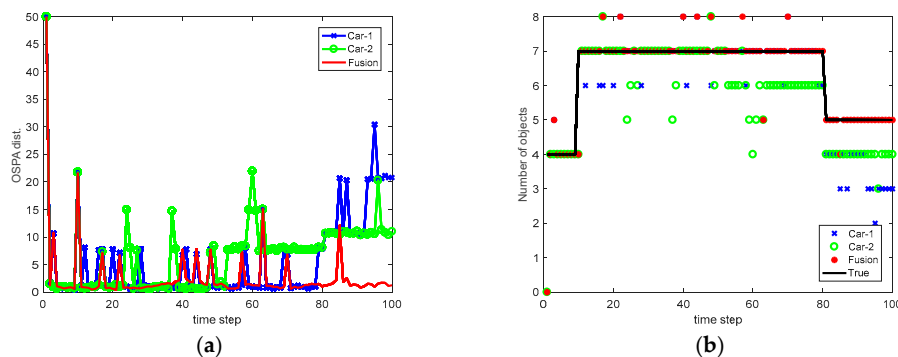 50
45
40
35
30
25
20
15
10
5
0
OSPA dist.
0 20 40 60 80 100
time step
Car-1
Car-2
Fusion
(a)
8
7
6
5
4
3
2
1
0
Number of objects
0 20 40 60 80 100
time step
Car-1
Car-2
Fusion
True
(b)